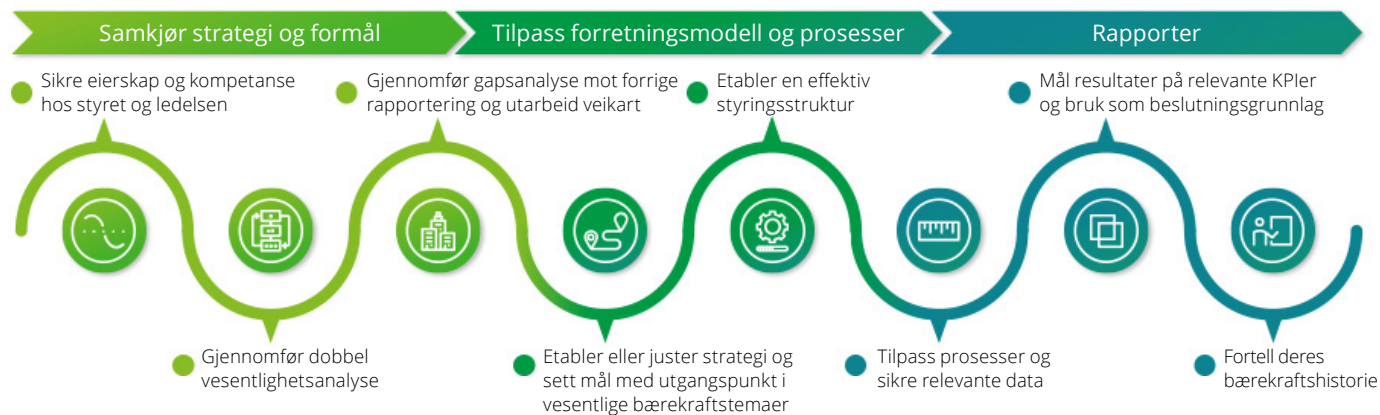 Samkjør strategi og formål
Tilpass forretningsmodell og prosesser
Rapporter
Sikre eierskap og kompetanse
hos styret og ledelsen
Gjennomfør gapsanalyse mot forrige
rapportering og utarbeid veikart
Etabler en effektiv
styringsstruktur
Mål resultater på relevante KPIer
og bruk som beslutningsgrunnlag
Gjennomfør dobbel
vesentlighetsanalyse
Etabler eller juster strategi og
sett mål med utgangspunkt i
vesentlige bærekraftstemaer
Tilpass prosesser og
sikre relevante data
Fortell deres
bærekraftshistorie